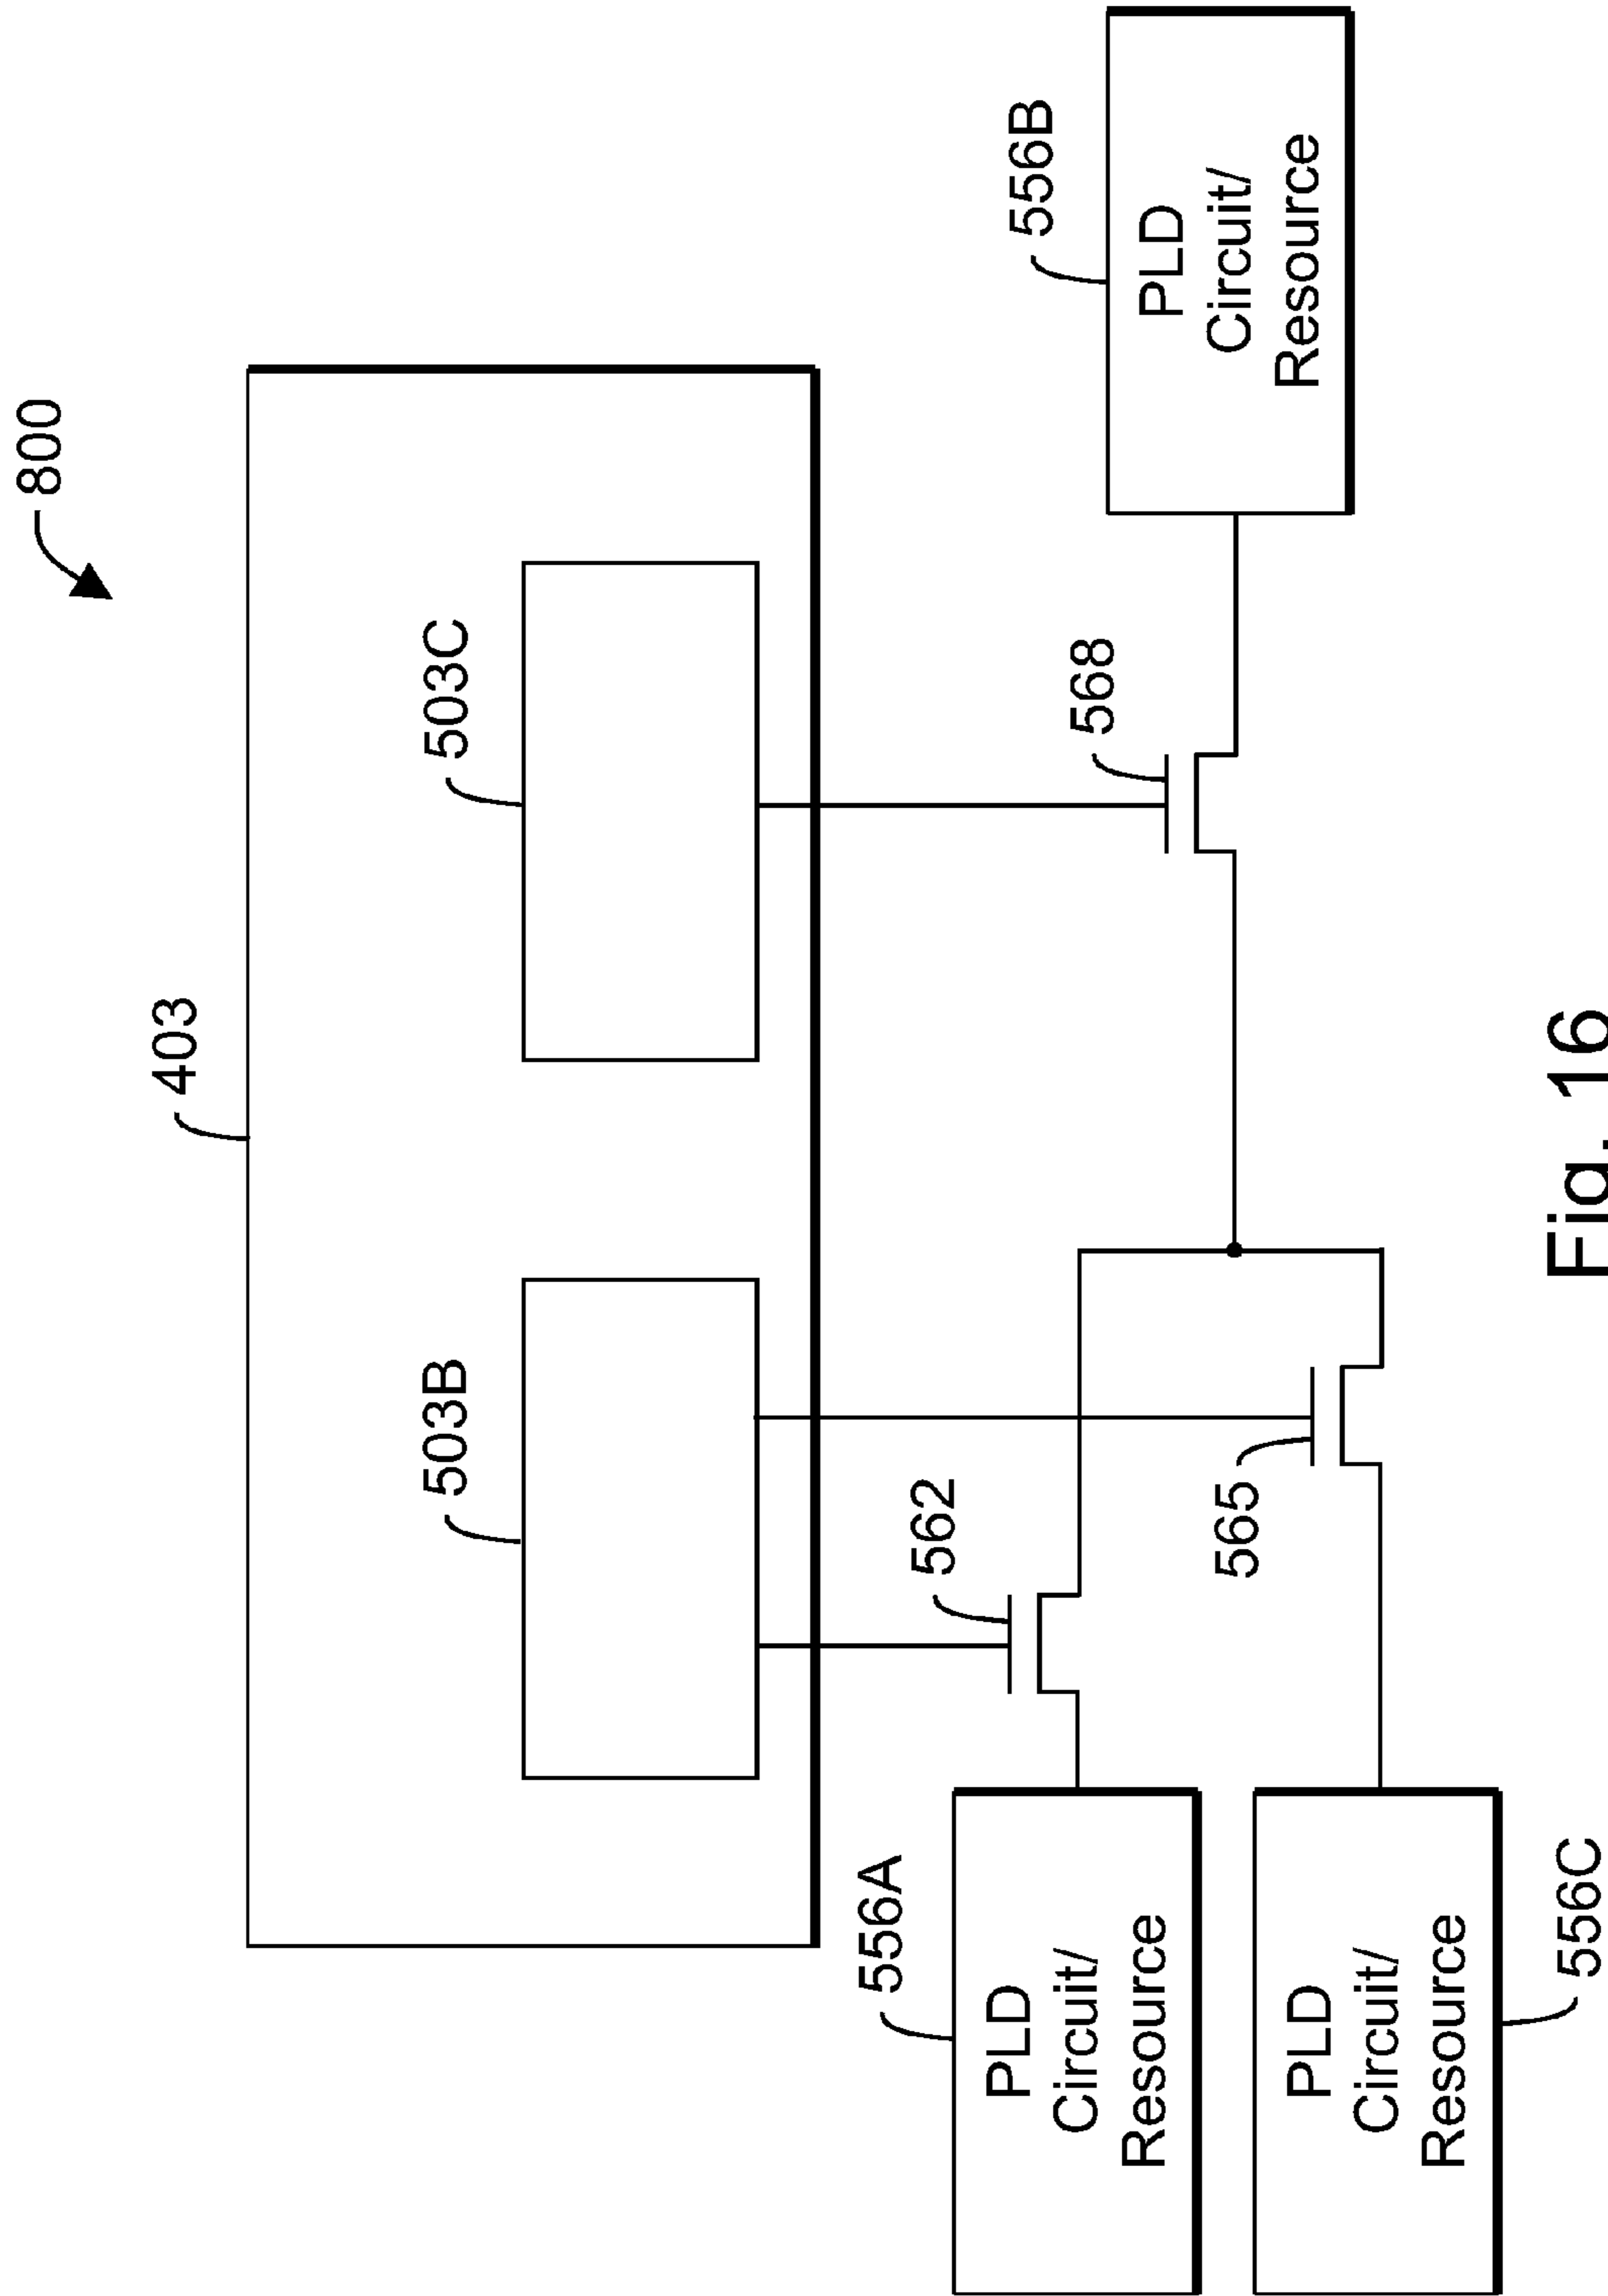 800
403
503B
503C
562
568
565
556A
PLD
Circuit/
Resource
556B
PLD
Circuit/
Resource
PLD
Circuit/
Resource
556C
Fig. 16